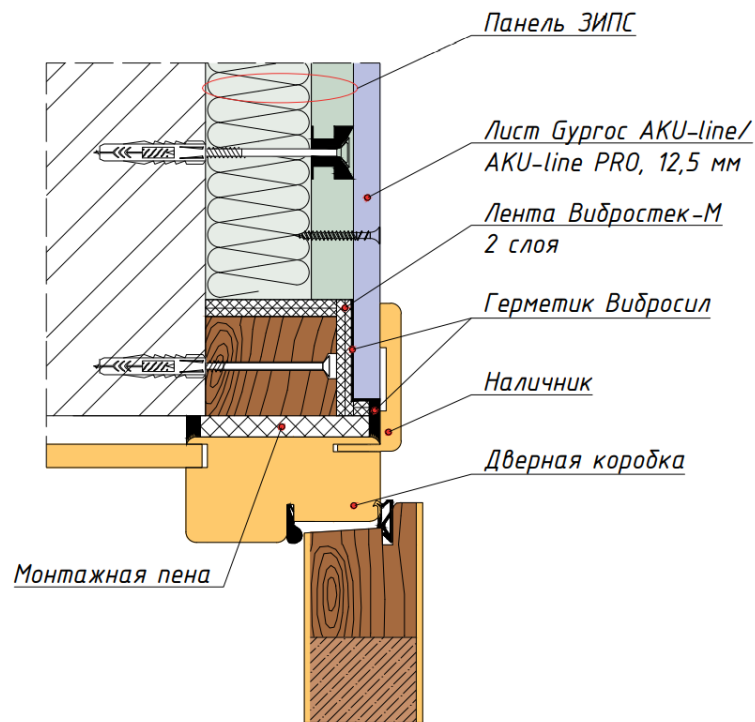 Панель ЗИПС
Лист Gyproc AKU-line/
AKU-line PRO, 12,5 мм
Лента Вибростек-М
2 слоя
Герметик Вибросил
Наличник
Дверная коробка
Монтажная пена